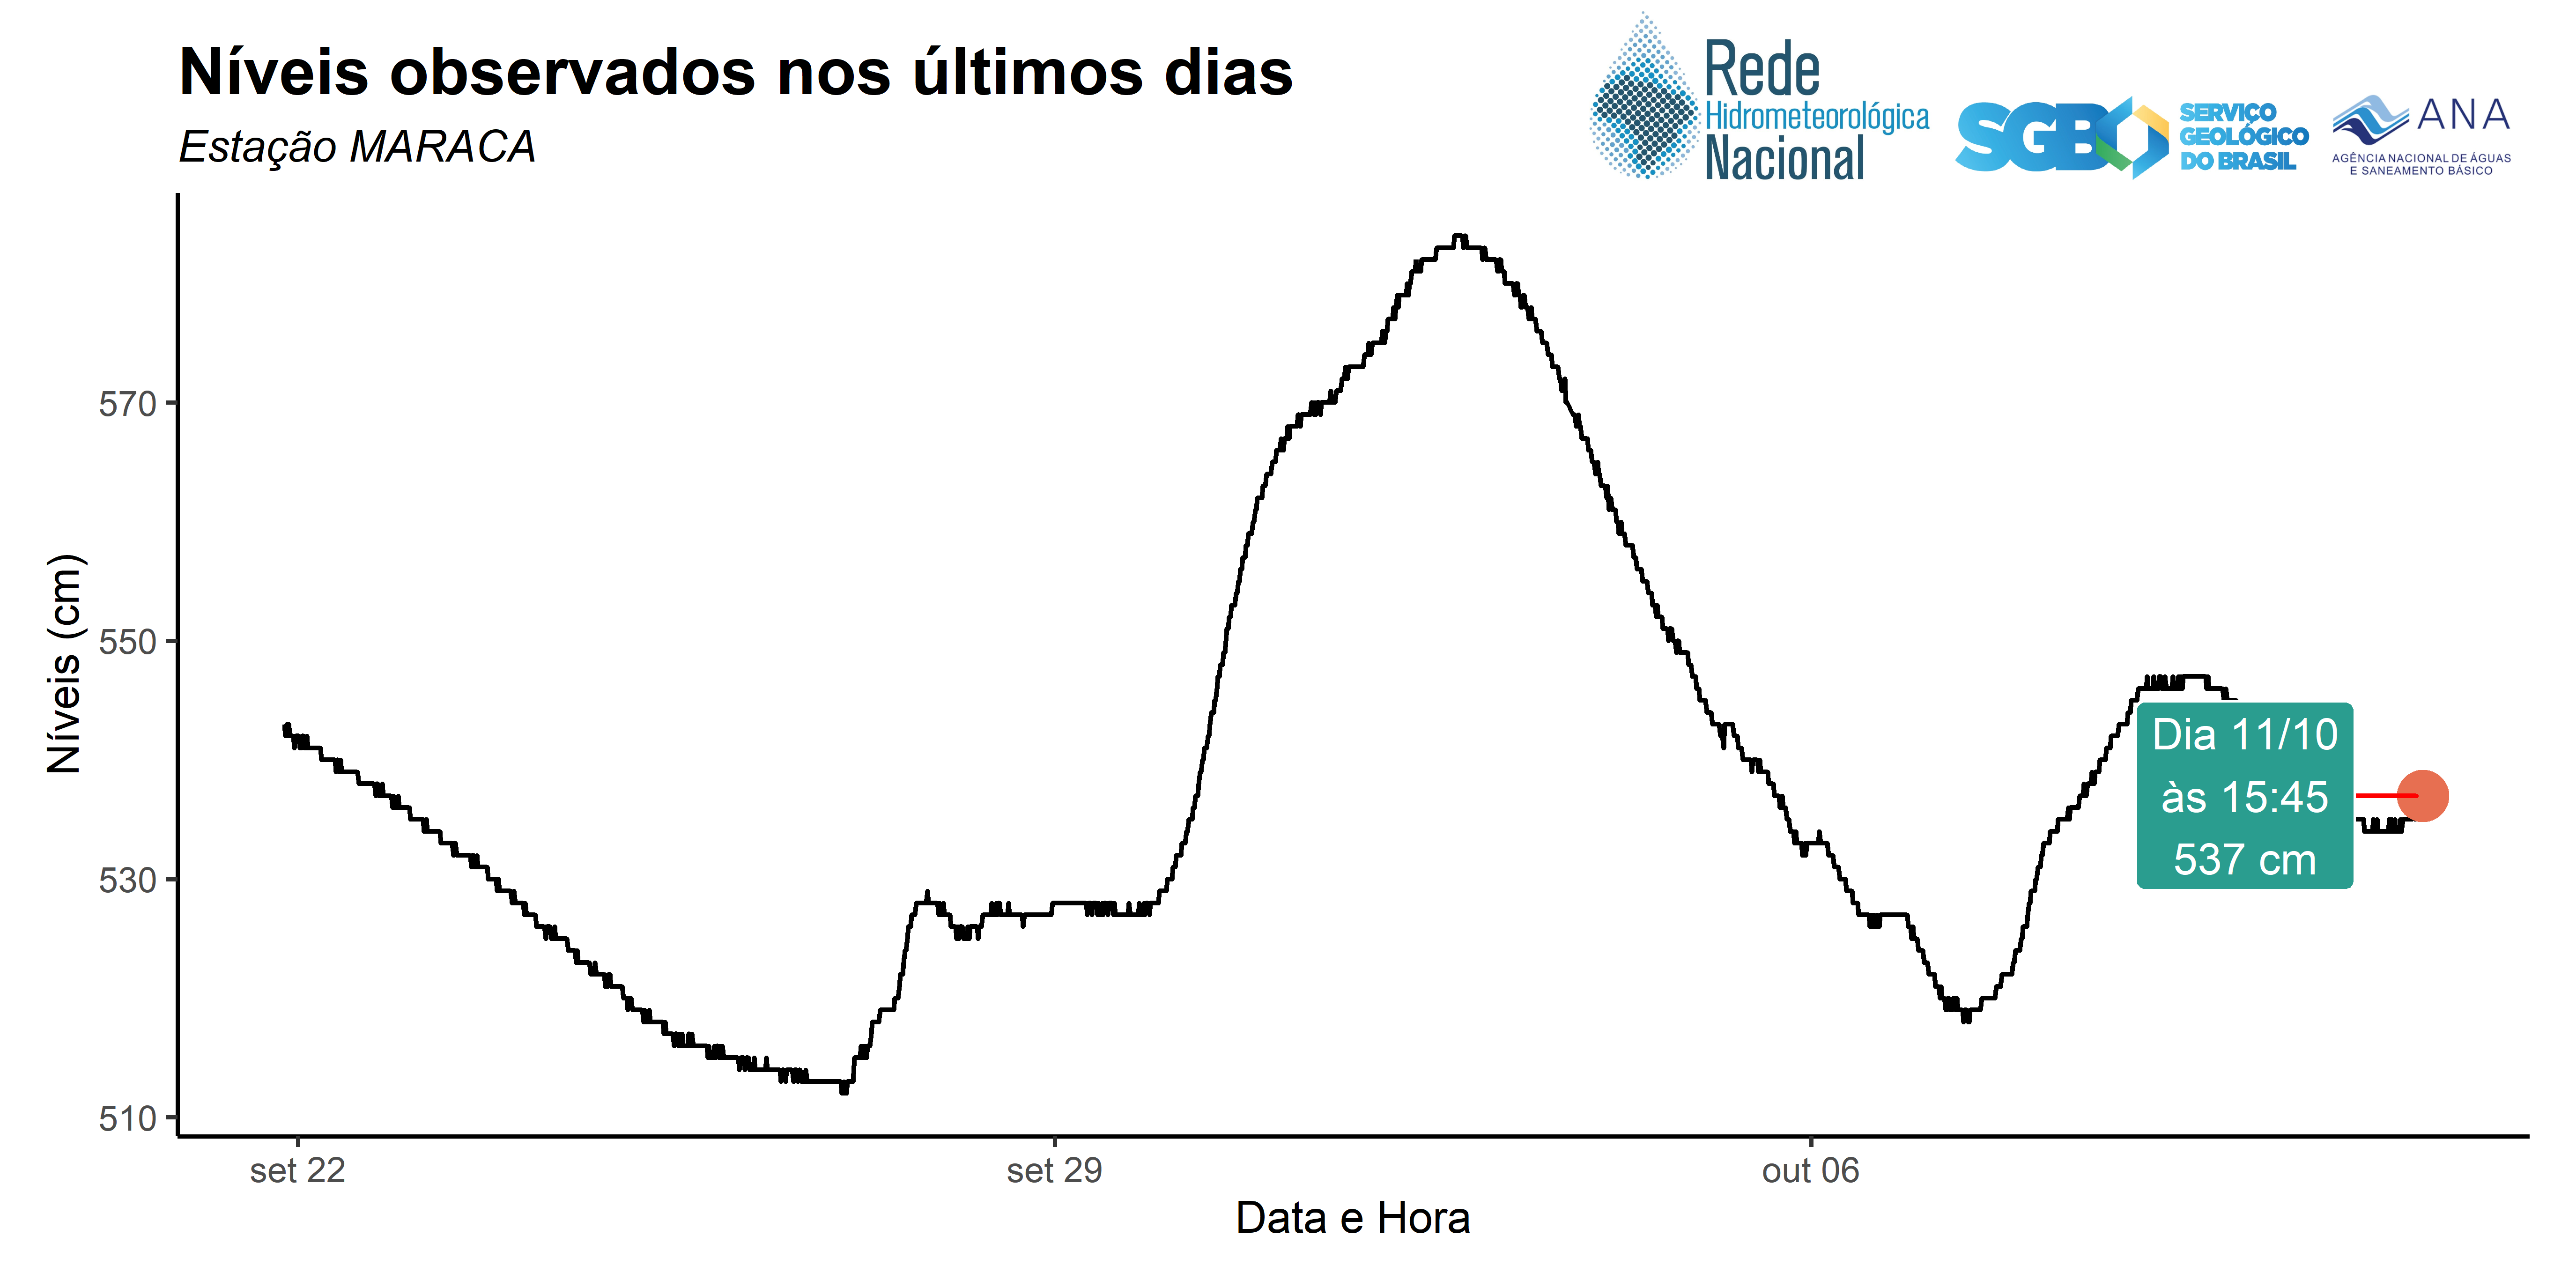 Níveis observados nos últimos dias
Estação MARACA
Rede
Hidrometeorológica
Nacional
SGB
SERVIÇO
GEOLÓGICO
DO BRASIL
ANA
AGÊNCIA NACIONAL DE ÁGUAS
E SANEAMENTO BÁSICO
Níveis (cm)
570
550
530
510
Dia 11/10
às 15:45
537 cm
set 22
set 29
out 06
Data e Hora